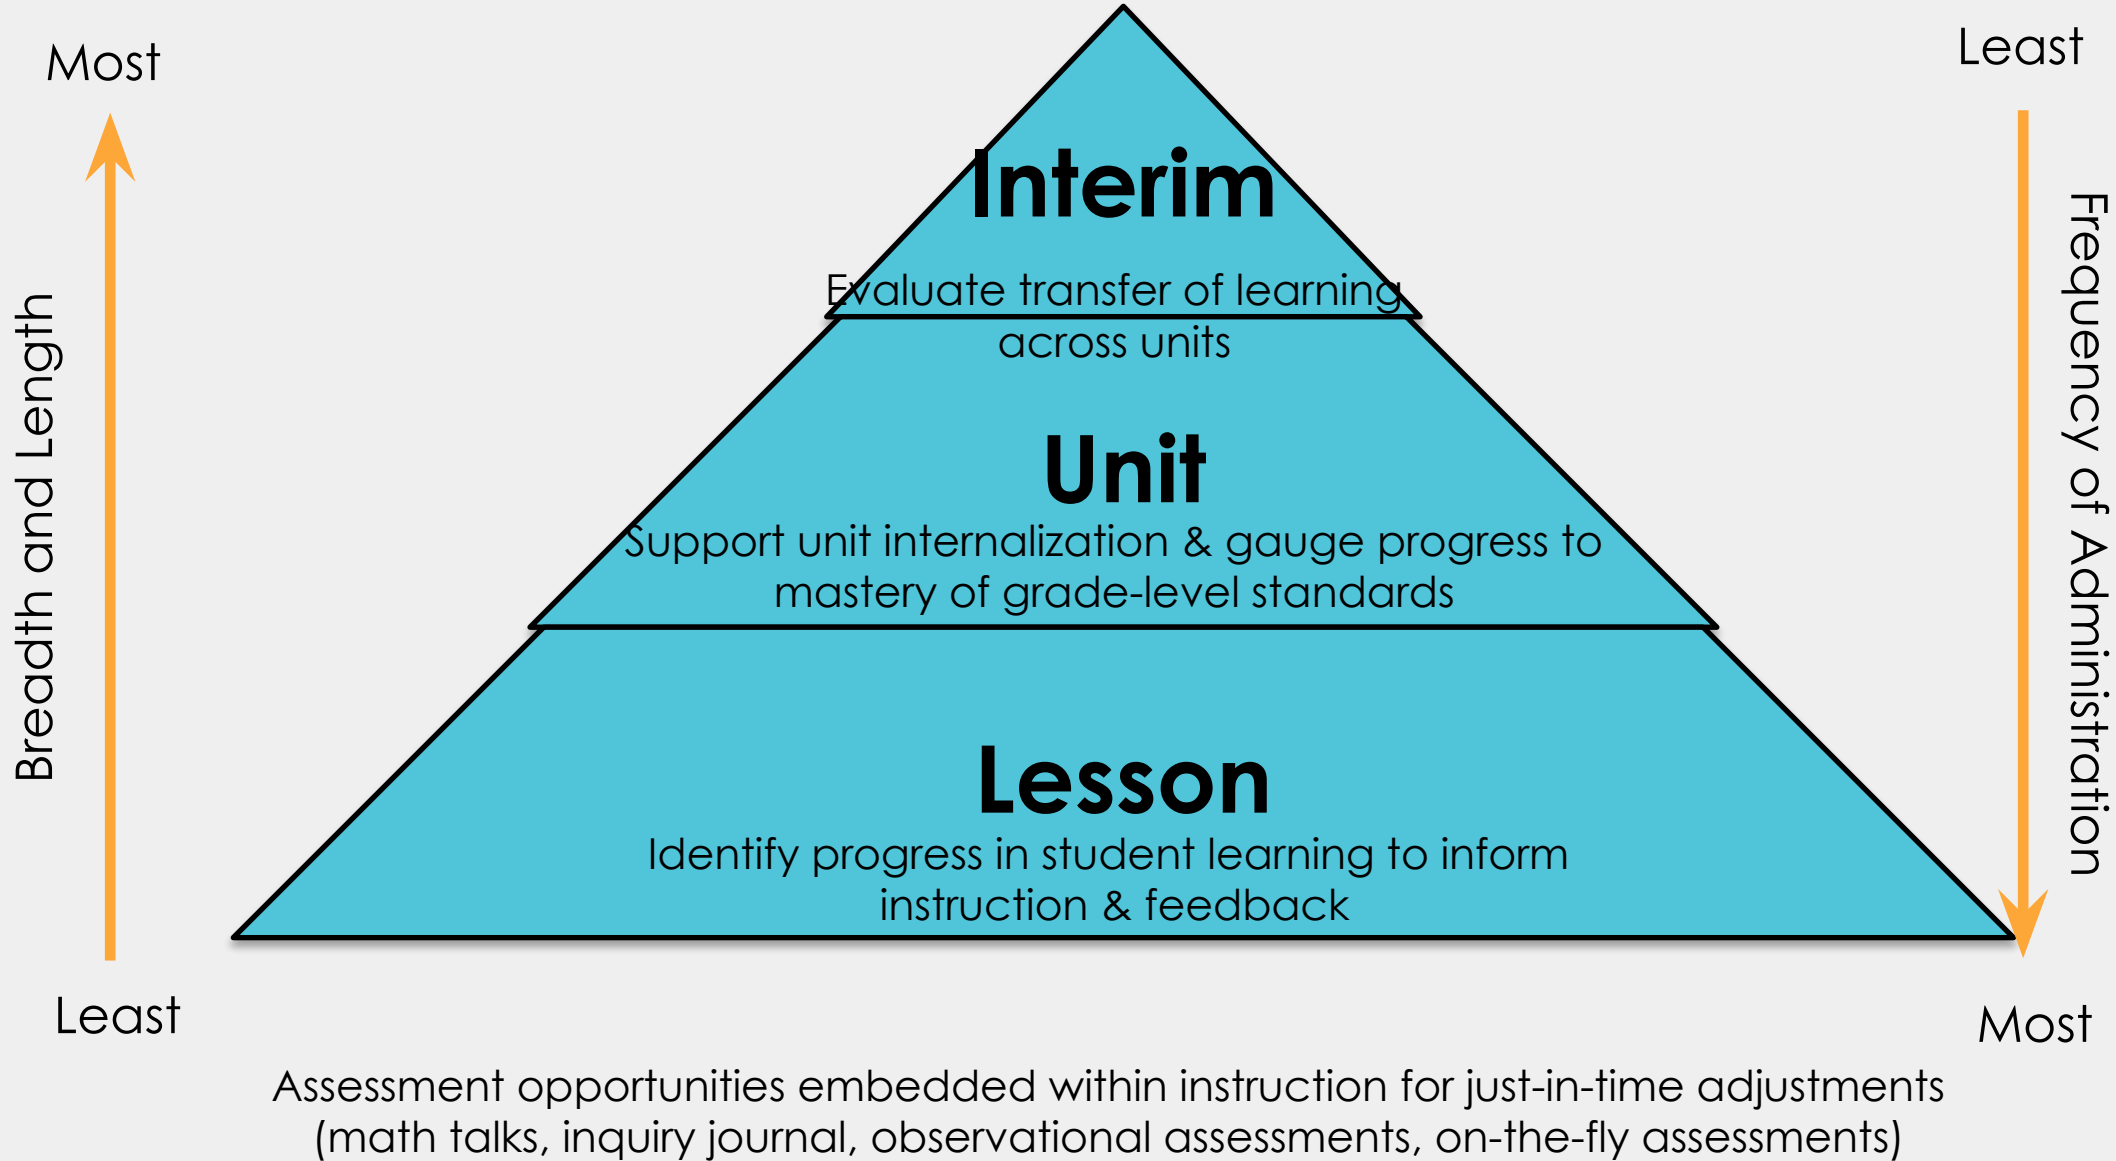 Most
Least
Interim
Evaluate transfer of learning
across units
Breadth and Length
Frequency of Administration
Unit
Support unit internalization & gauge progress to
mastery of grade-level standards
Lesson
Identify progress in student learning to inform
instruction & feedback
Least
Most
Assessment opportunities embedded within instruction for just-in-time adjustments
(math talks, inquiry journal, observational assessments, on-the-fly assessments)